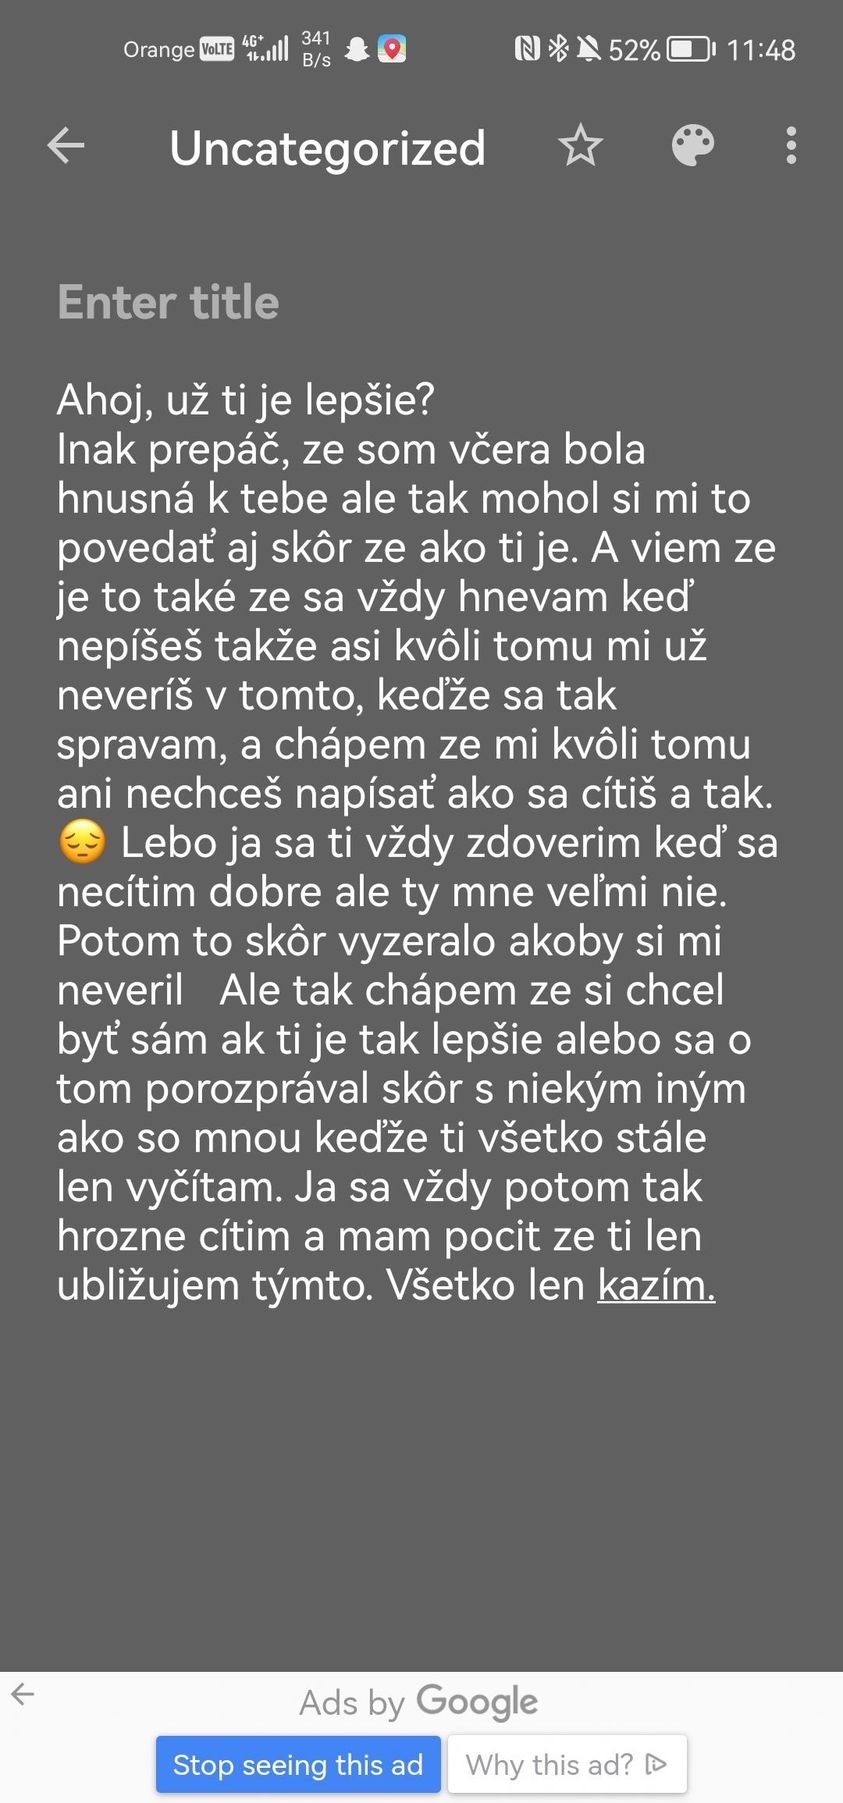 Orange VoLTE 4G+ 341 B/s 52% 11:48
Uncategorized
Enter title
Ahoj, už ti je lepšie?
Inak prepáč, ze som včera bola
hnusná k tebe ale tak mohol si mi to
povedať aj skôr ze ako ti je. A viem ze
je to také ze sa vždy hnevam keď
nepíšeš takže asi kvôli tomu mi už
neveríš v tomto, keďže sa tak
spravam, a chápem ze mi kvôli tomu
ani nechceš napísať ako sa cítiš a tak.
😔 Lebo ja sa ti vždy zdoverim keď sa
necítim dobre ale ty mne veľmi nie.
Potom to skôr vyzeralo akoby si mi
neveril   Ale tak chápem ze si chcel
byť sám ak ti je tak lepšie alebo sa o
tom porozprával skôr s niekým iným
ako so mnou keďže ti všetko stále
len vyčítam. Ja sa vždy potom tak
hrozne cítim a mam pocit ze ti len
ubližujem týmto. Všetko len kazím.
Ads by Google
Stop seeing this ad
Why this ad?